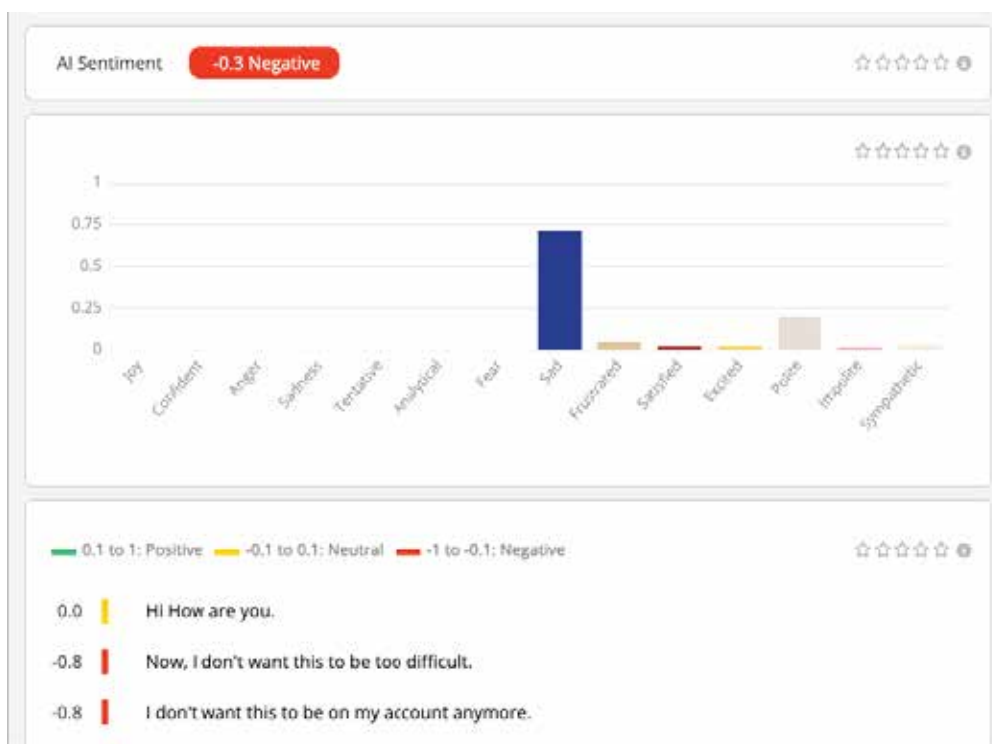 AI Sentiment -0.3 Negative
1
0.75
0.5
0.25
0
Joy Confident Anger Sadness Tentative Analytical Fear Sad Frustrated Satisfied Excited Polite Impolite Sympathetic
0.1 to 1: Positive -0.1 to 0.1: Neutral -1 to -0.1: Negative
0.0 Hi How are you.
-0.8 Now, I don't want this to be too difficult.
-0.8 I don't want this to be on my account anymore.